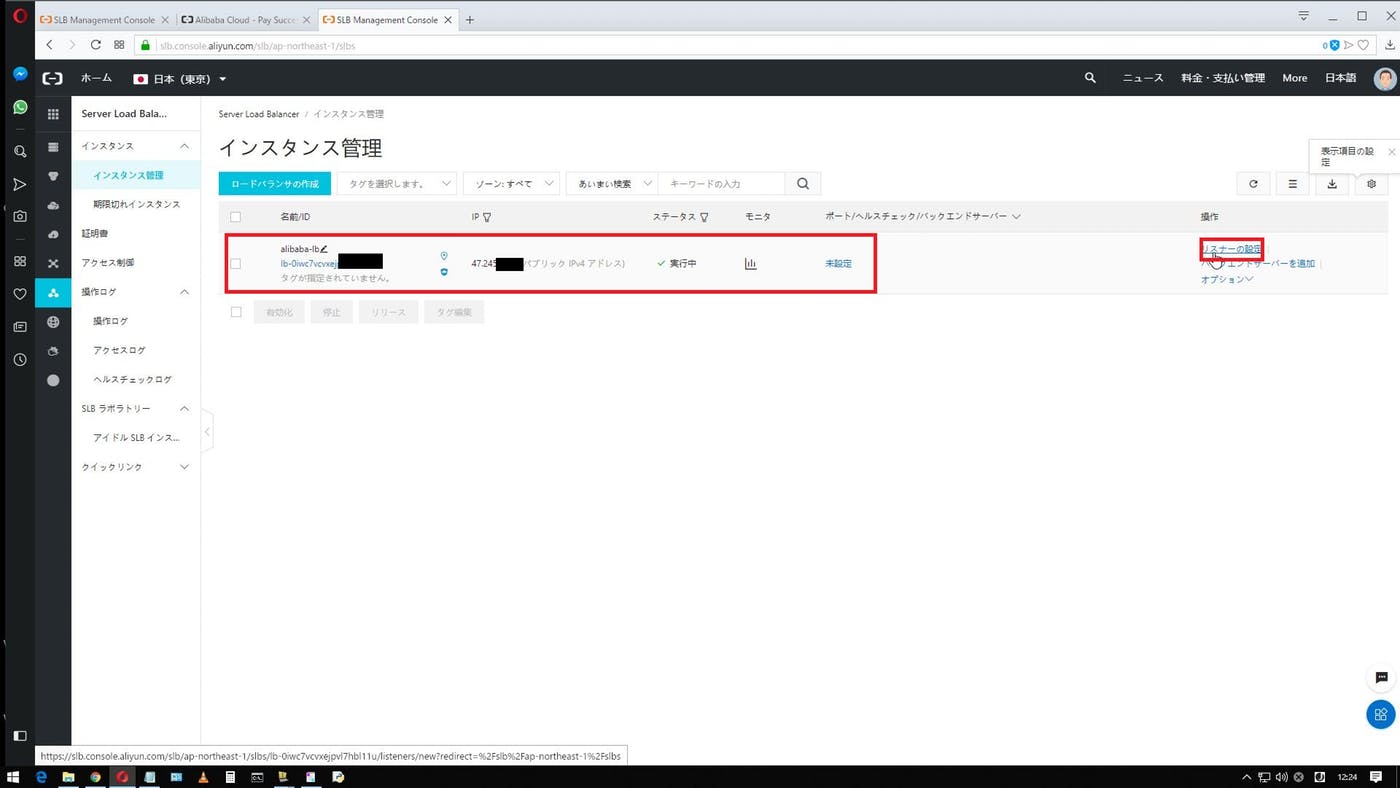 SLB Management Console
Alibaba Cloud - Pay Succe
SLB Management Console
slb.console.aliyun.com/slb/ap-northeast-1/slbs
0
ホーム
日本（東京）
ニュース
料金・支払い管理
More
日本語
Server Load Bala...
インスタンス
インスタンス管理
期限切れインスタンス
証明書
アクセス制御
操作ログ
操作ログ
アクセスログ
ヘルスチェックログ
SLB ラボラトリー
アイドル SLB インス...
クイックリンク
Server Load Balancer / インスタンス管理
インスタンス管理
表示項目の設
定
ロードバランサの作成
タグを選択します。
ゾーン: すべて
あいまい検索
キーワードの入力
名前/ID
IP
ステータス
モニタ
ポート/ヘルスチェック/バックエンドサーバー
操作
alibaba-lb
lb-0iwc7vcvxejp
タグが指定されていません。
47.245
パブリック IPv4 アドレス)
実行中
未設定
リスナーの設定
エンドサーバーを追加
オプション
有効化
停止
リリース
タグ編集
https://slb.console.aliyun.com/slb/ap-northeast-1/slbs/lb-0iwc7vcvxejpvl7hbl11u/listeners/new?redirect=%2Fslb%2Fap-northeast-1%2Fslbs
12:24